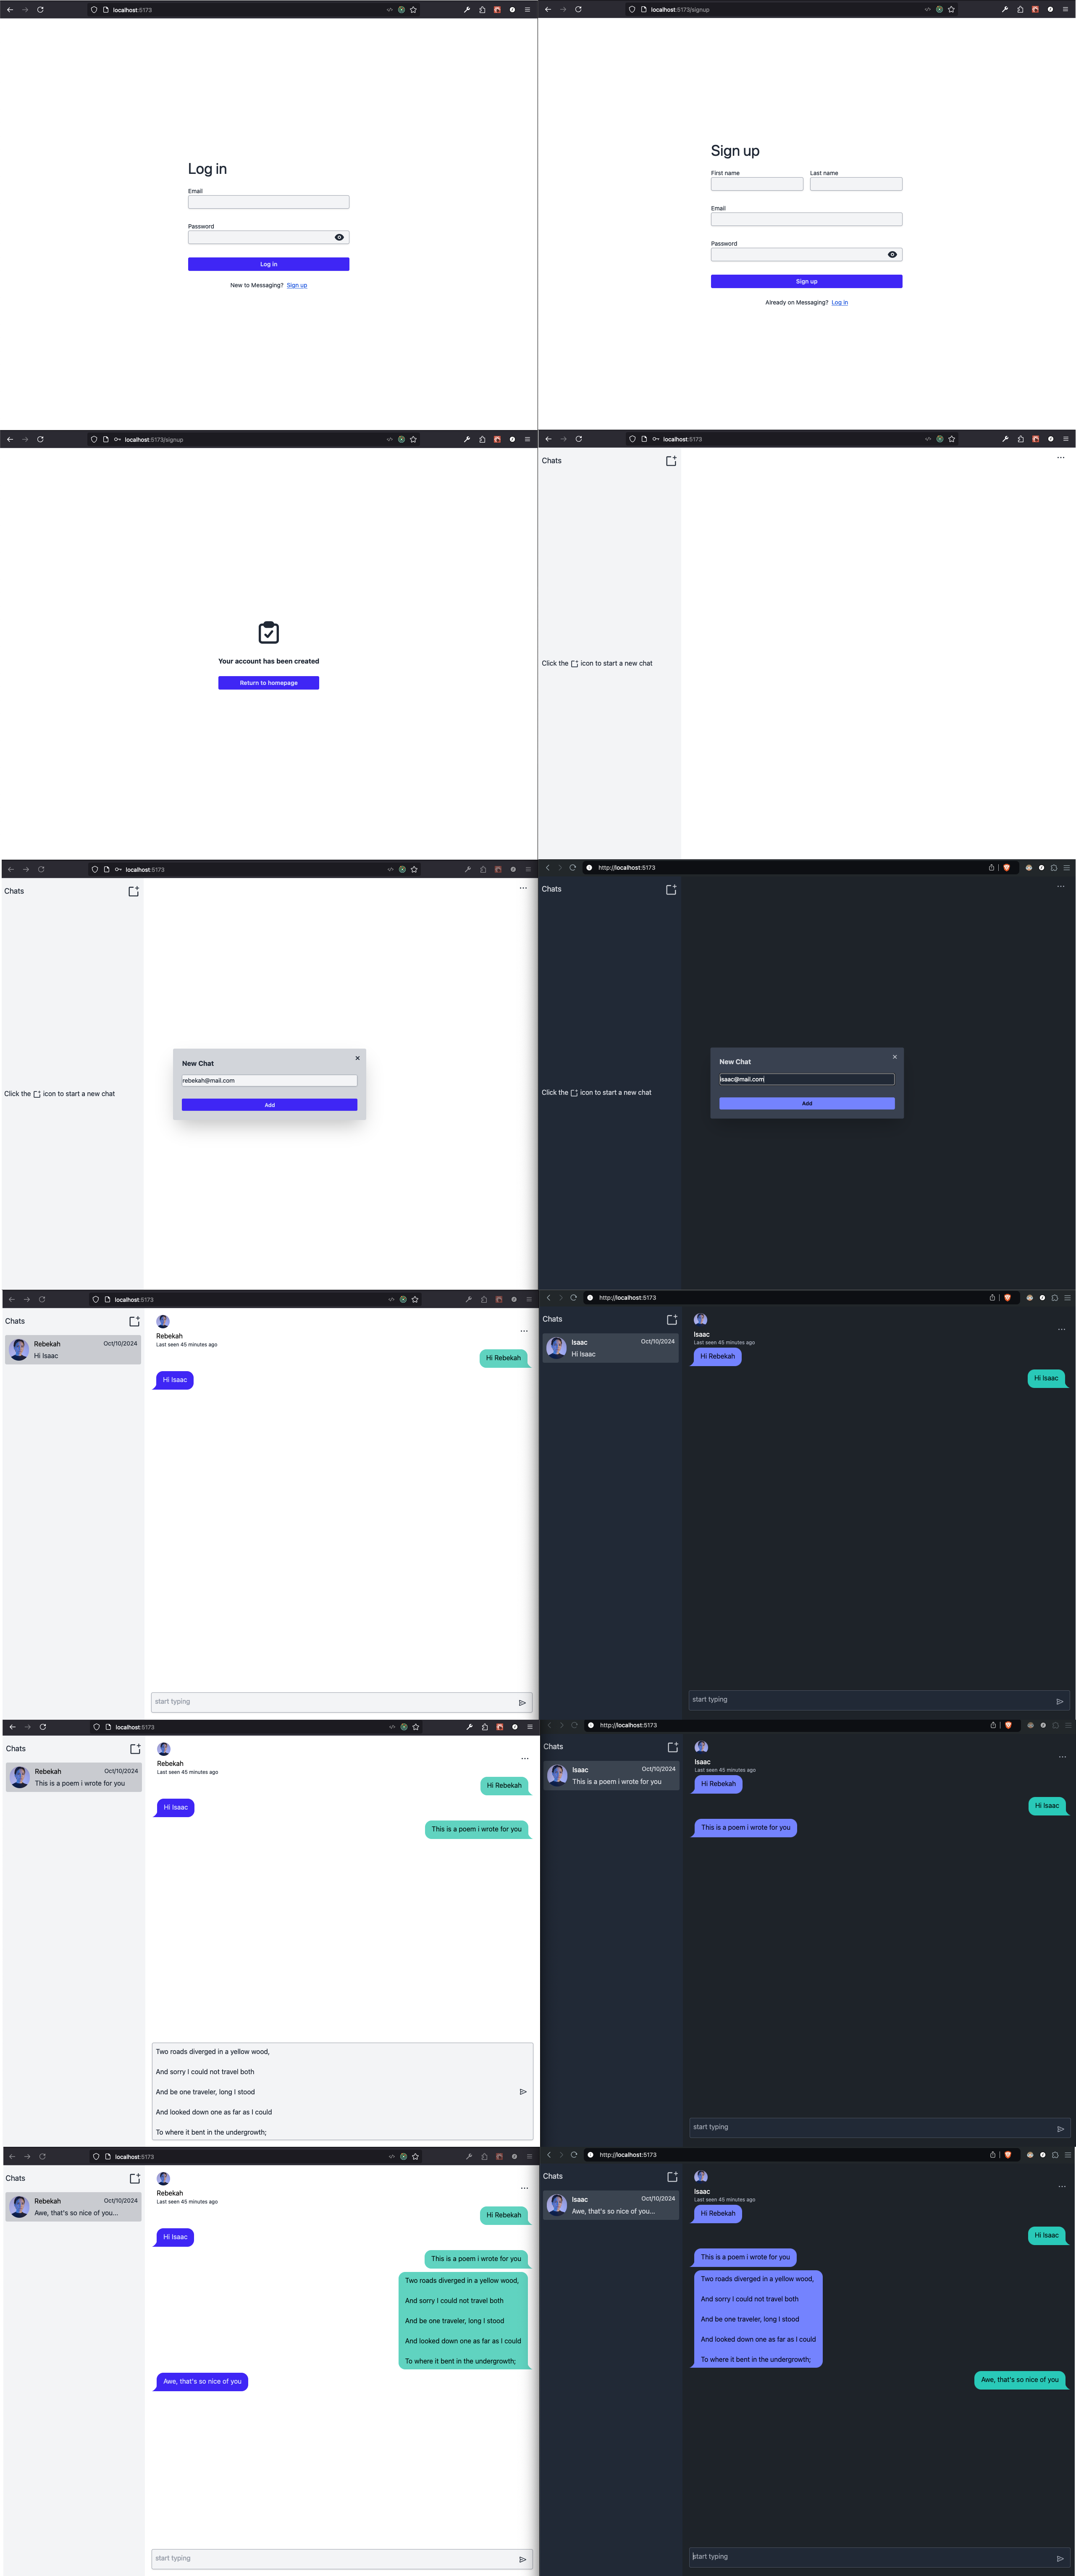 localhost:5173
Log in
Email
Password
Log in
New to Messaging? Sign up
localhost:5173/signup
Sign up
First name Last name
Email
Password
Sign up
Already on Messaging? Log in
localhost:5173/signup
Your account has been created
Return to homepage
localhost:5173
Chats
...
Click the icon to start a new chat
localhost:5173
Chats
...
New Chat
rebekah@mail.com
Add
Click the icon to start a new chat
http://localhost:5173
Chats
...
New Chat
isaac@mail.com
Add
Click the icon to start a new chat
localhost:5173
Chats
Rebekah Oct/10/2024
Hi Isaac
Rebekah
Last seen 45 minutes ago
...
Hi Rebekah
Hi Isaac
start typing
http://localhost:5173
Chats
Isaac Oct/10/2024
Hi Isaac
Isaac
Last seen 45 minutes ago
...
Hi Rebekah
Hi Isaac
start typing
localhost:5173
Chats
Rebekah Oct/10/2024
This is a poem i wrote for you
Rebekah
Last seen 45 minutes ago
...
Hi Rebekah
Hi Isaac
This is a poem i wrote for you
Two roads diverged in a yellow wood,
And sorry I could not travel both
And be one traveler, long I stood
And looked down one as far as I could
To where it bent in the undergrowth;
http://localhost:5173
Chats
Isaac Oct/10/2024
This is a poem i wrote for you
Isaac
Last seen 45 minutes ago
...
Hi Rebekah
Hi Isaac
This is a poem i wrote for you
start typing
localhost:5173
Chats
Rebekah Oct/10/2024
Awe, that's so nice of you...
Rebekah
Last seen 45 minutes ago
...
Hi Rebekah
Hi Isaac
This is a poem i wrote for you
Two roads diverged in a yellow wood,
And sorry I could not travel both
And be one traveler, long I stood
And looked down one as far as I could
To where it bent in the undergrowth;
Awe, that's so nice of you
start typing
http://localhost:5173
Chats
Isaac Oct/10/2024
Awe, that's so nice of you...
Isaac
Last seen 45 minutes ago
...
Hi Rebekah
Hi Isaac
This is a poem i wrote for you
Two roads diverged in a yellow wood,
And sorry I could not travel both
And be one traveler, long I stood
And looked down one as far as I could
To where it bent in the undergrowth;
Awe, that's so nice of you
start typing